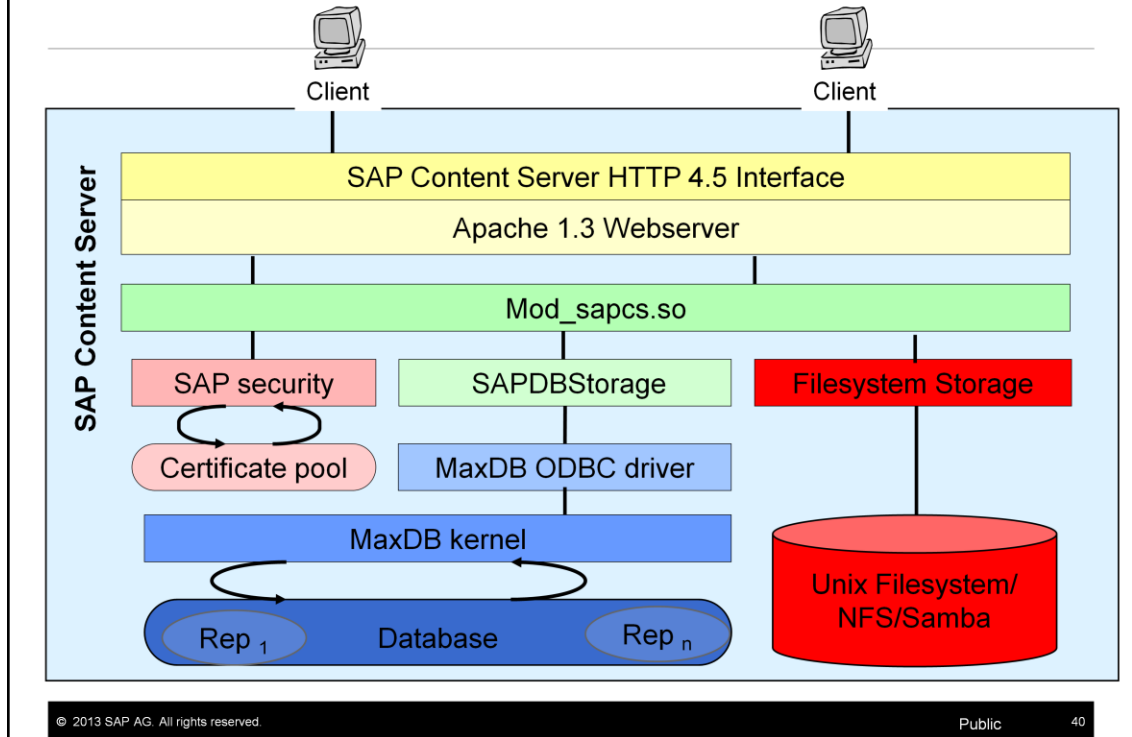 Client
Client
SAP Content Server
SAP Content Server HTTP 4.5 Interface
Apache 1.3 Webserver
Mod_sapcs.so
SAP security
SAPDBStorage
Filesystem Storage
Certificate pool
MaxDB ODBC driver
MaxDB kernel
Unix Filesystem/
NFS/Samba
Rep 1
Database
Rep n
© 2013 SAP AG. All rights reserved.
Public
40